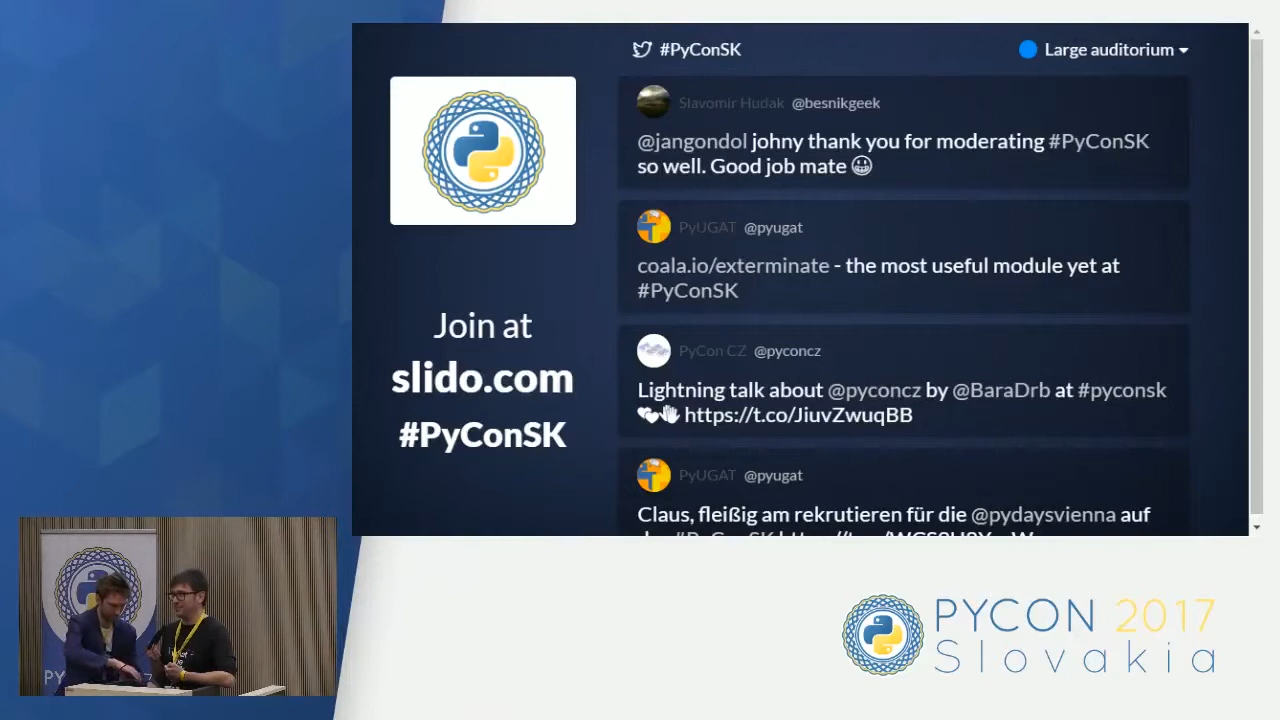 #PyConSK
Large auditorium
Slavomir Hudak @besnikgeek
@jangondol johny thank you for moderating #PyConSK
so well. Good job mate 😀
PyUGAT @pyugat
coala.io/exterminate - the most useful module yet at
#PyConSK
PyCon CZ @pyconcz
Lightning talk about @pyconcz by @BaraDrb at #pyconsk
💕👋 https://t.co/JiuvZwuqBB
PyUGAT @pyugat
Claus, fleißig am rekrutieren für die @pydaysvienna auf
Join at
slido.com
#PyConSK
PYCON 2017
Slovakia